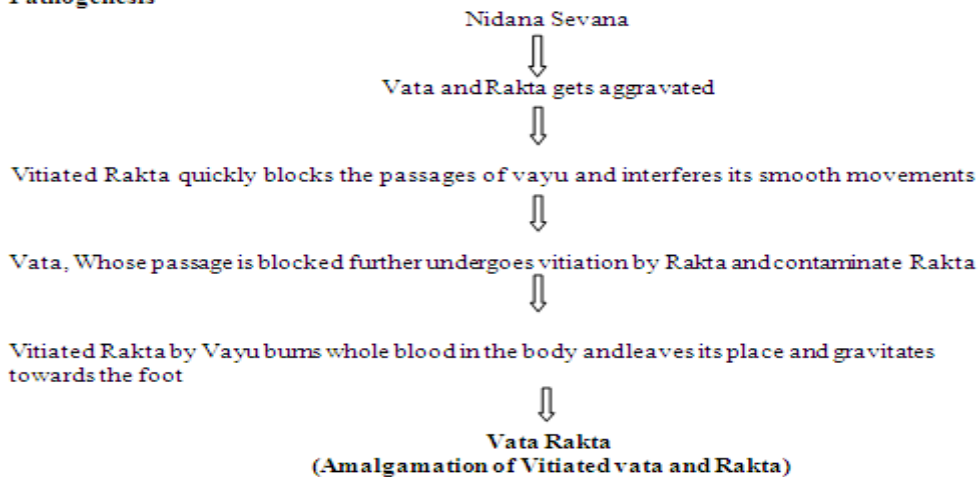 Pathogenesis
Nidana Sevana
Vata and Rakta gets aggravated
Vitiated Rakta quickly blocks the passages of vayu and interferes its smooth movements
Vata, Whose passage is blocked further undergoes vitiation by Rakta and contaminate Rakta
Vitiated Rakta by Vayu burns whole blood in the body and leaves its place and gravitates
towards the foot
Vata Rakta
(Amalgamation of Vitiated vata and Rakta)